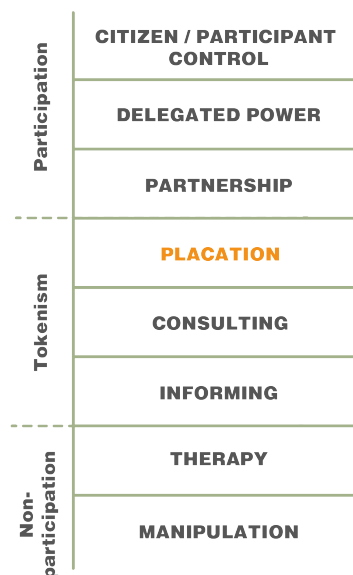 Participation
CITIZEN / PARTICIPANT
CONTROL
DELEGATED POWER
PARTNERSHIP
Tokenism
PLACATION
CONSULTING
INFORMING
Non-
participation
THERAPY
MANIPULATION